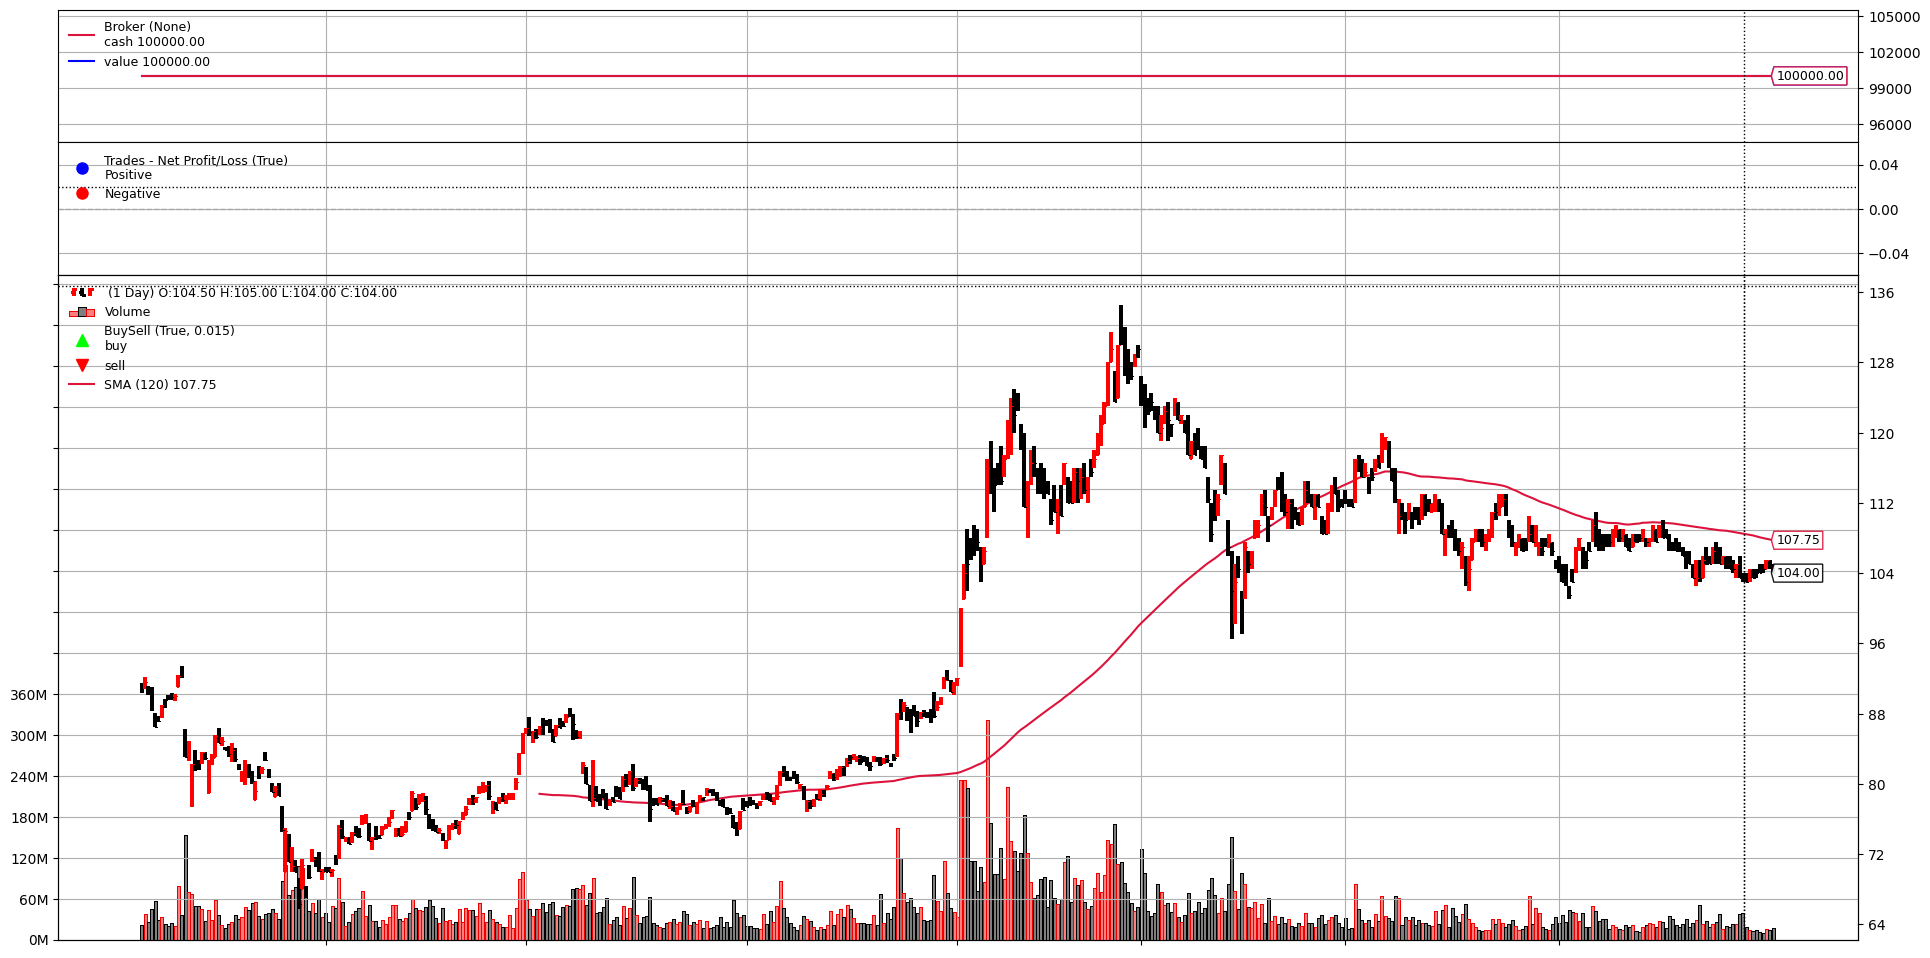 Broker (None)
cash 100000.00
value 100000.00
105000
102000
100000.00
99000
96000
Trades - Net Profit/Loss (True)
Positive
Negative
0.04
0.00
−0.04
(1 Day) O:104.50 H:105.00 L:104.00 C:104.00
Volume
BuySell (True, 0.015)
buy
sell
SMA (120) 107.75
136
128
120
112
107.75
104.00
104
96
88
80
72
64
360M
300M
240M
180M
120M
60M
0M